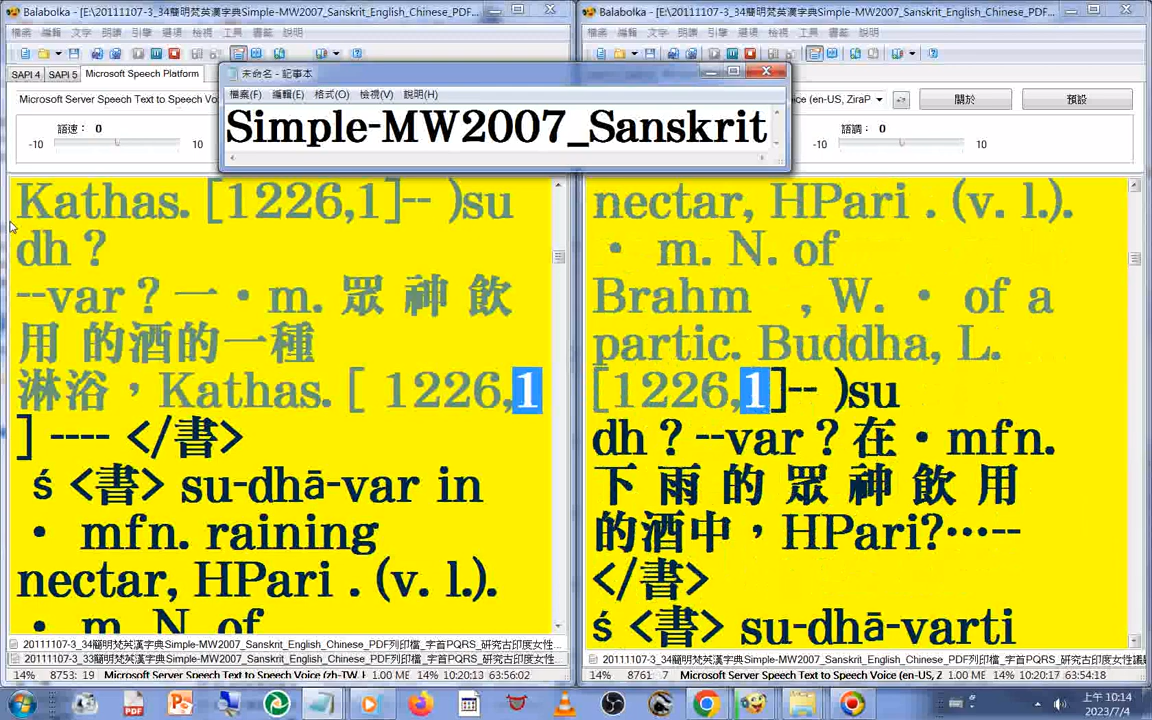 Balabolka - [E:\20111107-3_34簡明梵英漢字典Simple-MW2007_Sanskrit_English_Chinese_PDF...
檔案 編輯 文字 朗讀 引擎 選項 檢視 工具 書籤 說明
SAPI 4 SAPI 5 Microsoft Speech Platform
Microsoft Server Speech Text to Speech Vo
語速： 0
-10 10
Kathas. [1226,1]-- )su
dh ?
--var ? 一 • m. 眾 神 飲
用 的酒的一種
淋浴，Kathas. [ 1226,1
] ---- </書>
ś <書> su-dhā-var in
• mfn. raining
nectar, HPari . (v. l.).
• m. N. of
20111107-3_34簡明梵英漢字典Simple-MW2007_Sanskrit_English_Chinese_PDF列印檔_字首PQRS_研究古印度女性...
20111107-3_33簡明梵英漢字典Simple-MW2007_Sanskrit_English_Chinese_PDF列印檔_字首PQRS_研究古印度女性...
14% 8753: 19 Microsoft Server Speech Text to Speech Voice (zh-TW, 1.00 MB 14% 10:20:13 63:56:02
未命名 - 記事本
檔案(F) 編輯(E) 格式(O) 檢視(V) 說明(H)
Simple-MW2007_Sanskrit
Balabolka - [E:\20111107-3_34簡明梵英漢字典Simple-MW2007_Sanskrit_English_Chinese_PDF...
檔案 編輯 文字 朗讀 引擎 選項 檢視 工具 書籤 說明
ice (en-US, ZiraP 關於 預設
語調： 0
-10 10
nectar, HPari . (v. l.).
• m. N. of
Brahm , W. • of a
partic. Buddha, L.
[1226,1]-- )su
dh ? --var ? 在 • mfn.
下 雨 的 眾 神 飲 用
的酒中，HPari?…--
</書>
ś <書> su-dhā-varti
20111107-3_34簡明梵英漢字典Simple-MW2007_Sanskrit_English_Chinese_PDF列印檔_字首PQRS_研究古印度女性議
14% 8761 7 Microsoft Server Speech Text to Speech Voice (en-US, Z 1.00 MB 14% 10:20:17 63:54:18
上午 10:14
2023/7/4